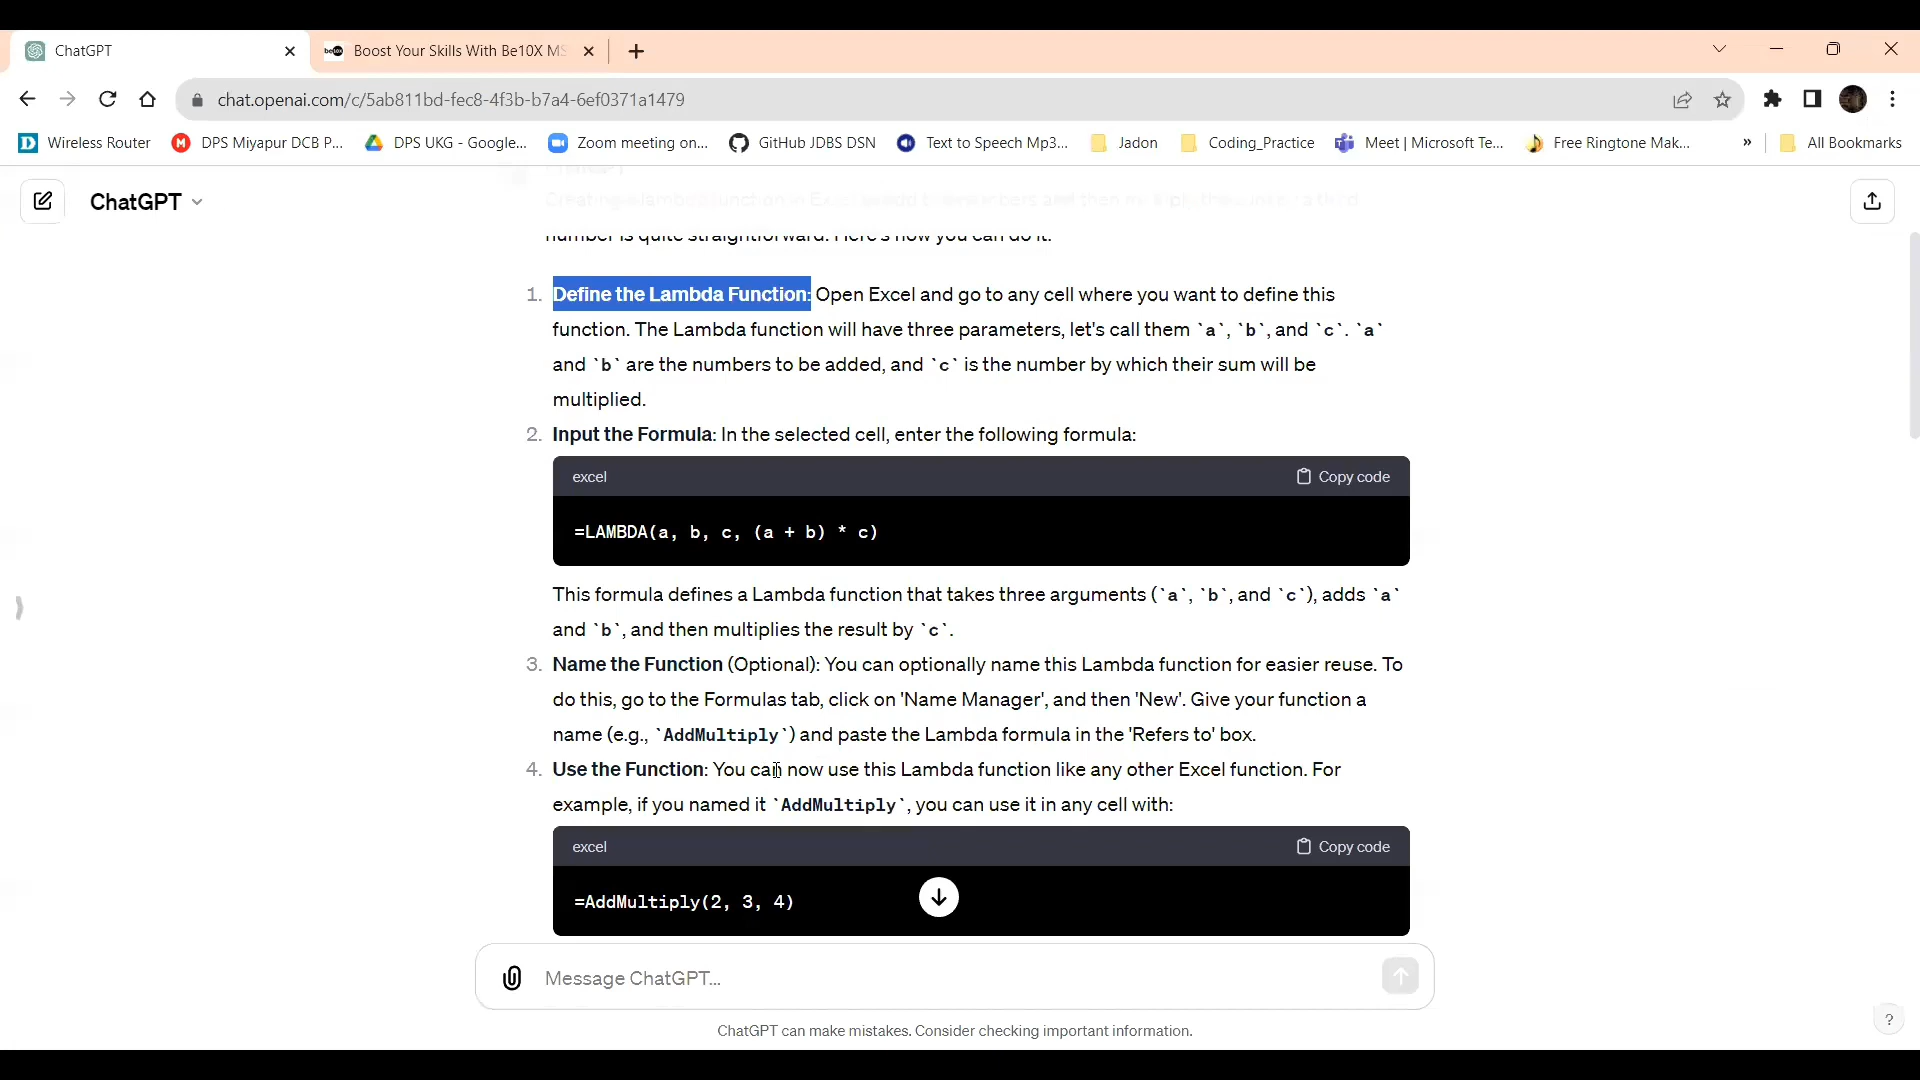 ChatGPT
Boost Your Skills With Be10X MS
chat.openai.com/c/5ab811bd-fec8-4f3b-b7a4-6ef0371a1479
Wireless Router
DPS Miyapur DCB P...
DPS UKG - Google...
Zoom meeting on...
GitHub JDBS DSN
Text to Speech Mp3...
Jadon
Coding_Practice
Meet | Microsoft Te...
Free Ringtone Mak...
»
All Bookmarks
ChatGPT
number is quite straightforward. Here's how you can do it:
1. Define the Lambda Function: Open Excel and go to any cell where you want to define this
function. The Lambda function will have three parameters, let's call them `a`, `b`, and `c`. `a`
and `b` are the numbers to be added, and `c` is the number by which their sum will be
multiplied.
2. Input the Formula: In the selected cell, enter the following formula:
excel
Copy code
=LAMBDA(a, b, c, (a + b) * c)
This formula defines a Lambda function that takes three arguments (`a`, `b`, and `c`), adds `a`
and `b`, and then multiplies the result by `c`.
3. Name the Function (Optional): You can optionally name this Lambda function for easier reuse. To
do this, go to the Formulas tab, click on 'Name Manager', and then 'New'. Give your function a
name (e.g., `AddMultiply`) and paste the Lambda formula in the 'Refers to' box.
4. Use the Function: You can now use this Lambda function like any other Excel function. For
example, if you named it `AddMultiply`, you can use it in any cell with:
excel
Copy code
=AddMultiply(2, 3, 4)
Message ChatGPT...
ChatGPT can make mistakes. Consider checking important information.
?